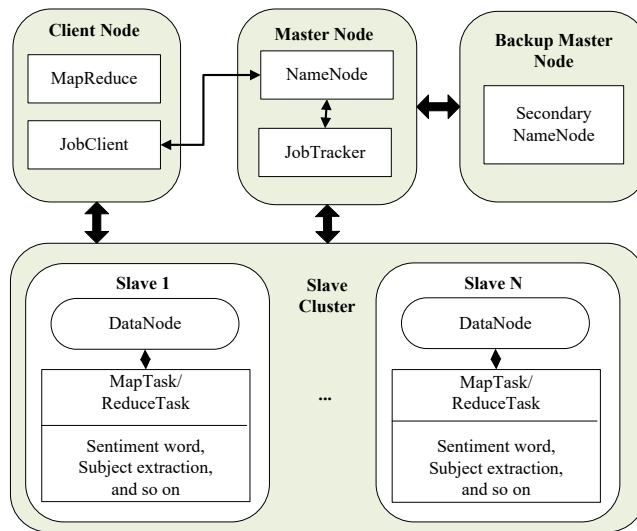 Client Node
MapReduce
JobClient
Master Node
NameNode
JobTracker
Backup Master
Node
Secondary
NameNode
Slave 1
DataNode
MapTask/
ReduceTask
Sentiment word,
Subject extraction,
and so on
Slave
Cluster
...
Slave N
DataNode
MapTask/
ReduceTask
Sentiment word,
Subject extraction,
and so on